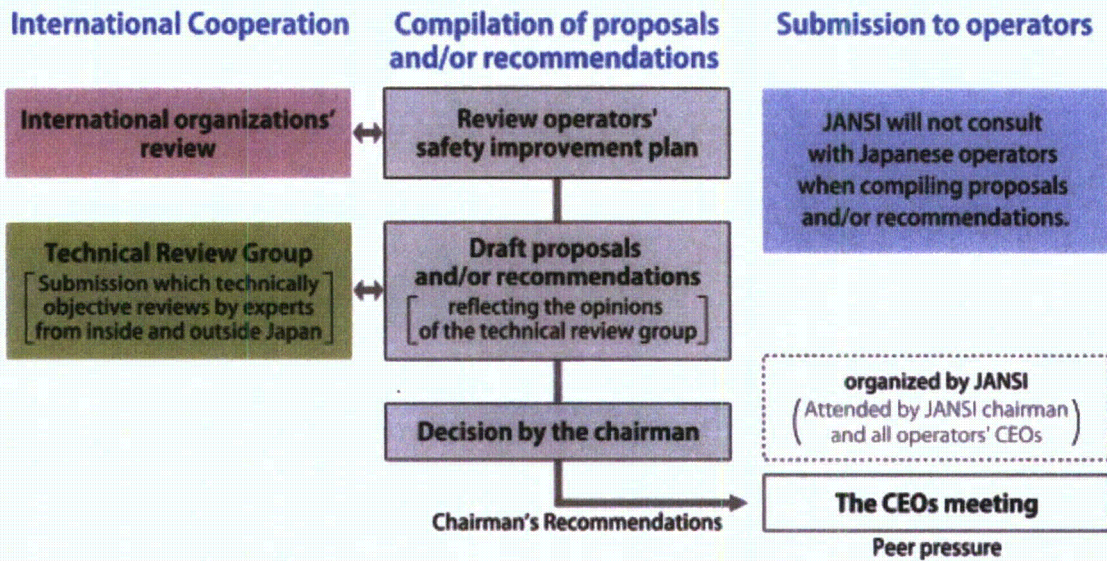 International Cooperation
Compilation of proposals
and/or recommendations
Submission to operators
International organizations'
review
Review operators'
safety improvement plan
JANSI will not consult
with Japanese operators
when compiling proposals
and/or recommendations.
Technical Review Group
[Submission which technically
objective reviews by experts
from inside and outside Japan]
Draft proposals
and/or recommendations
[reflecting the opinions
of the technical review group]
Decision by the chairman
organized by JANSI
(Attended by JANSI chairman
and all operators' CEOs)
Chairman's Recommendations
The CEOs meeting
Peer pressure